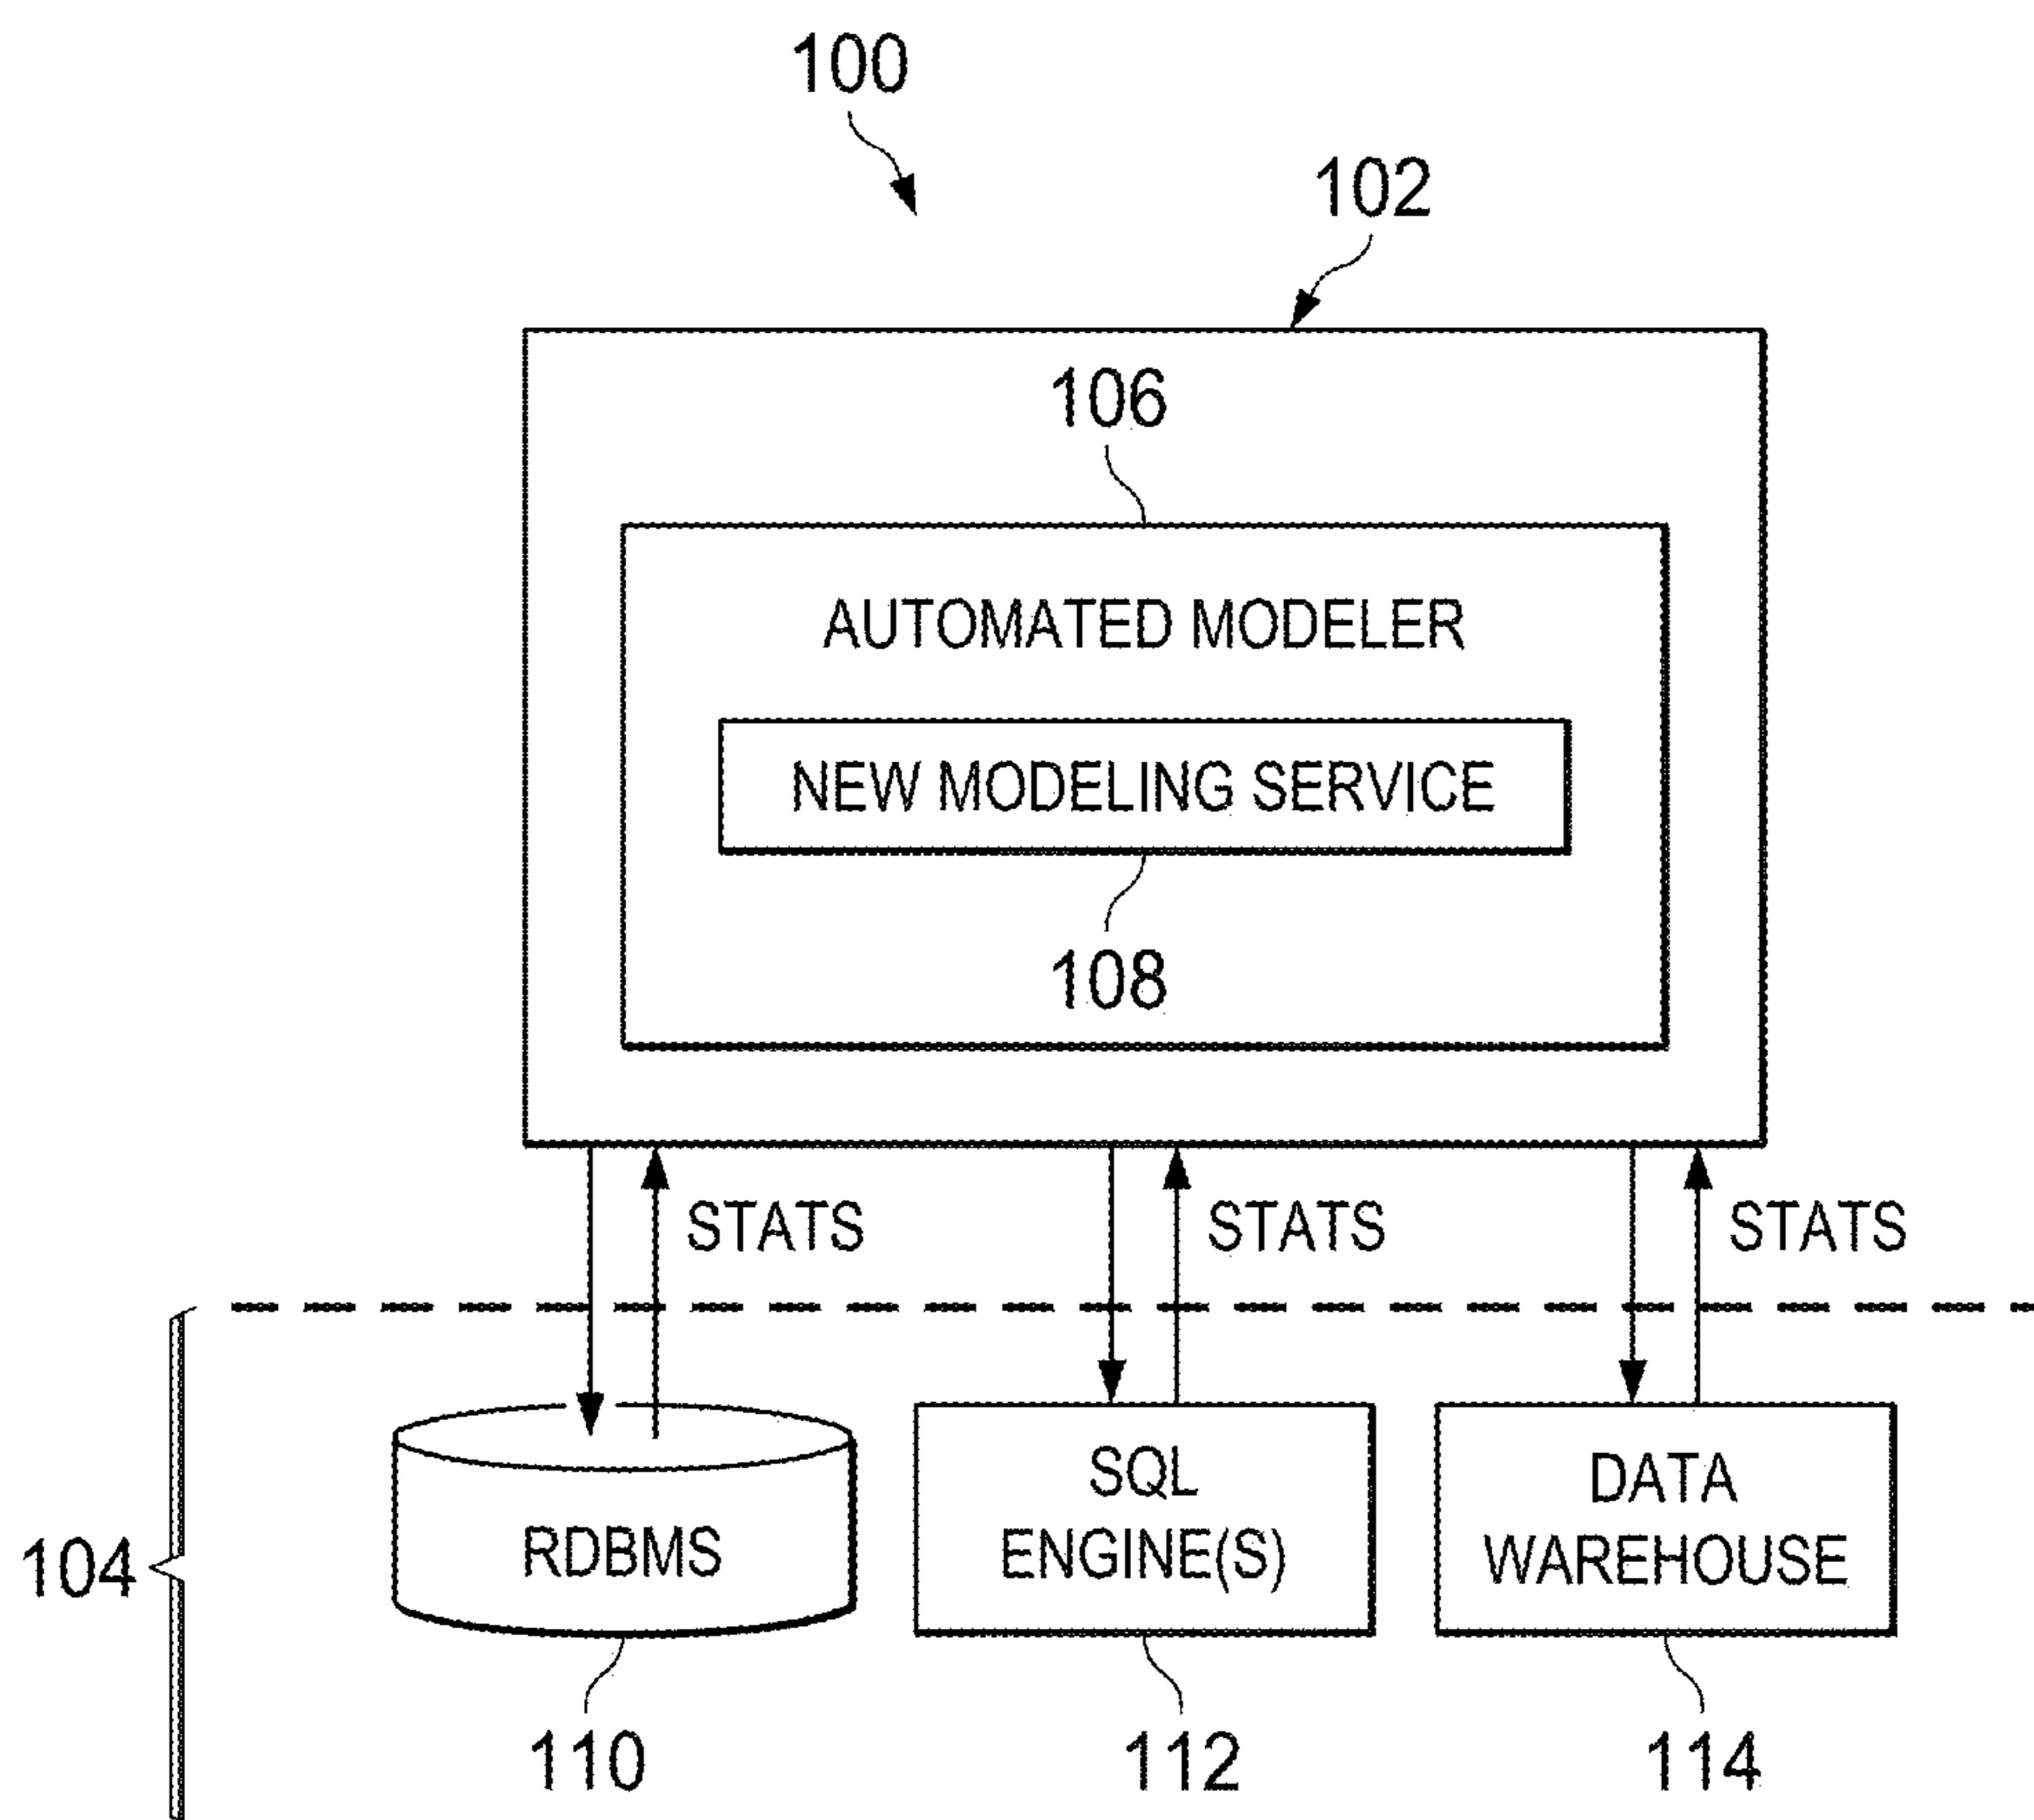 100
102
106
AUTOMATED MODELER
NEW MODELING SERVICE
108
STATS STATS STATS
104
RDBMS
SQL
ENGINE(S)
DATA
WAREHOUSE
110 112 114